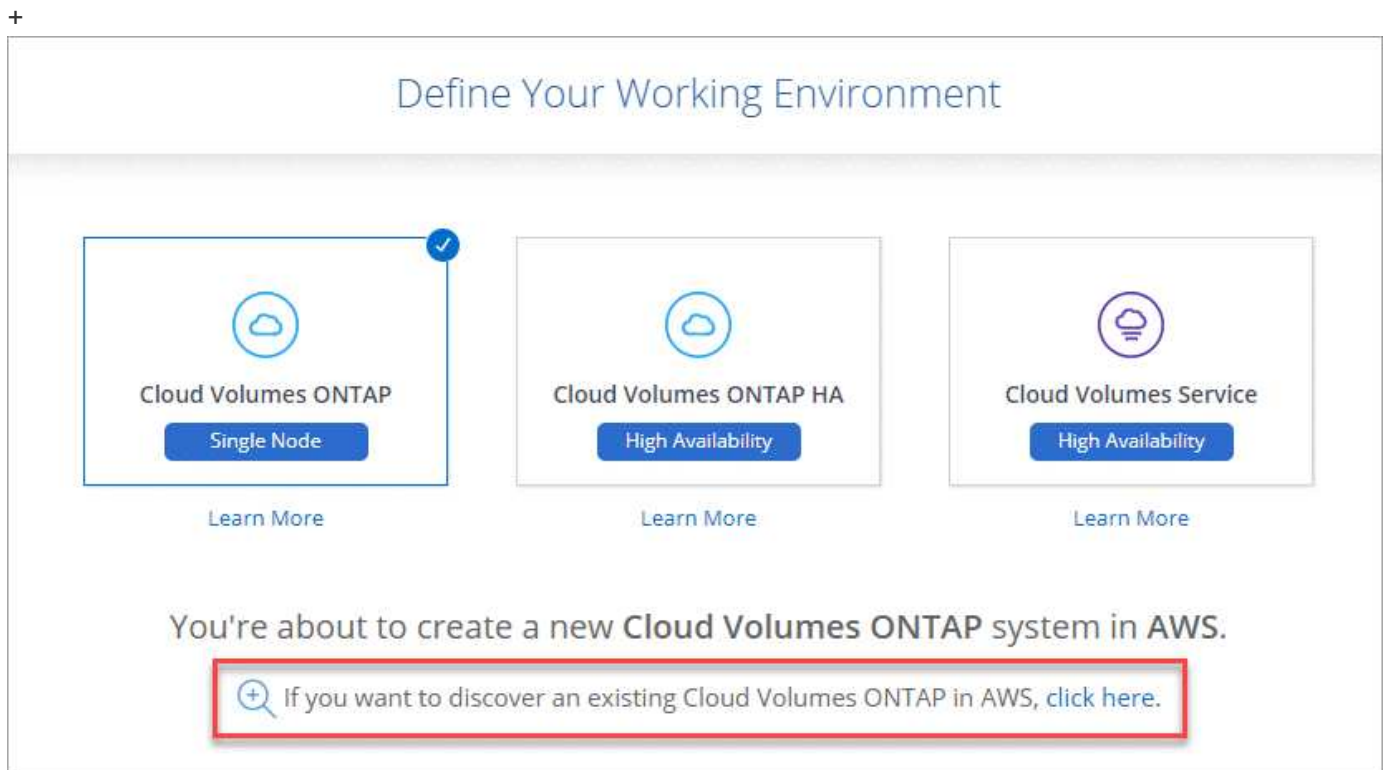 +
Define Your Working Environment
Cloud Volumes ONTAP
Single Node
Learn More
Cloud Volumes ONTAP HA
High Availability
Learn More
Cloud Volumes Service
High Availability
Learn More
You're about to create a new Cloud Volumes ONTAP system in AWS.
If you want to discover an existing Cloud Volumes ONTAP in AWS, click here.